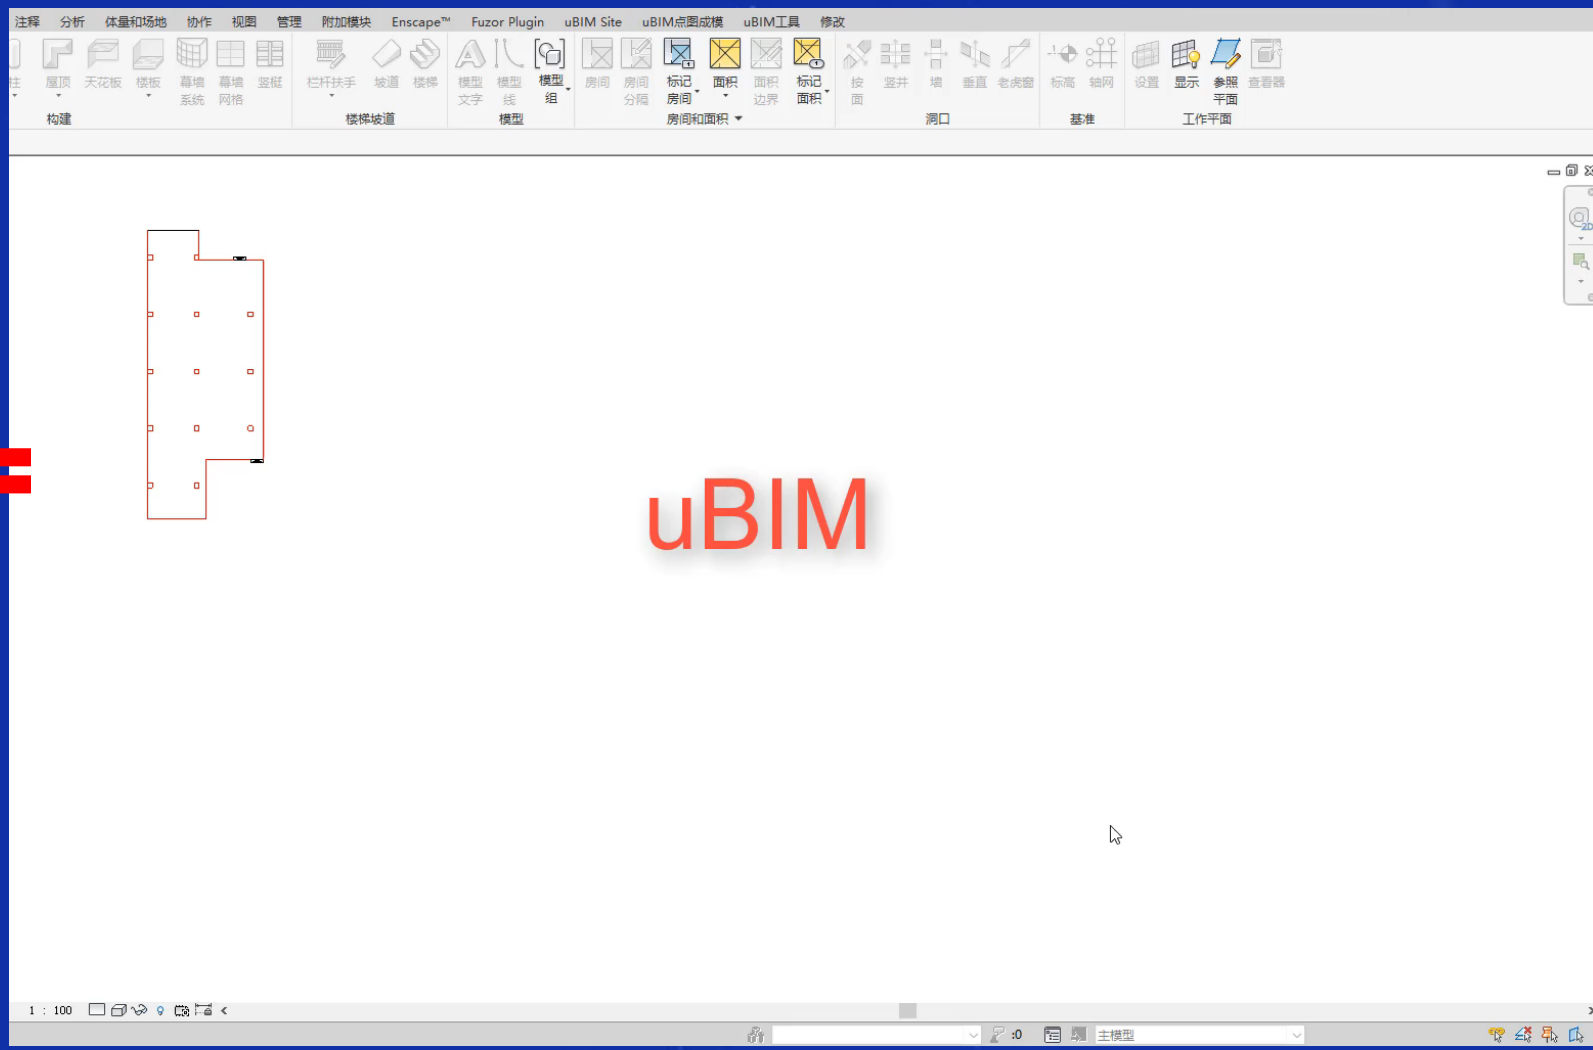 注释 分析 体量和场地 协作 视图 管理 附加模块 Enscape™ Fuzor Plugin uBIM Site uBIM点图成模 uBIM工具 修改
柱 屋顶 天花板 楼板 幕墙 幕墙 竖梃 栏杆扶手 坡道 楼梯 模型 模型 模型 房间 房间 标记 面积 面积 标记 按 竖井 墙 垂直 老虎窗 标高 轴网 设置 显示 参照 查看器
系统 网格 文字 线 组 分隔 房间 边界 面积 面 平面
构建 楼梯坡道 模型 房间和面积 洞口 基准 工作平面
2D
uBIM
1 : 100
:0 主模型